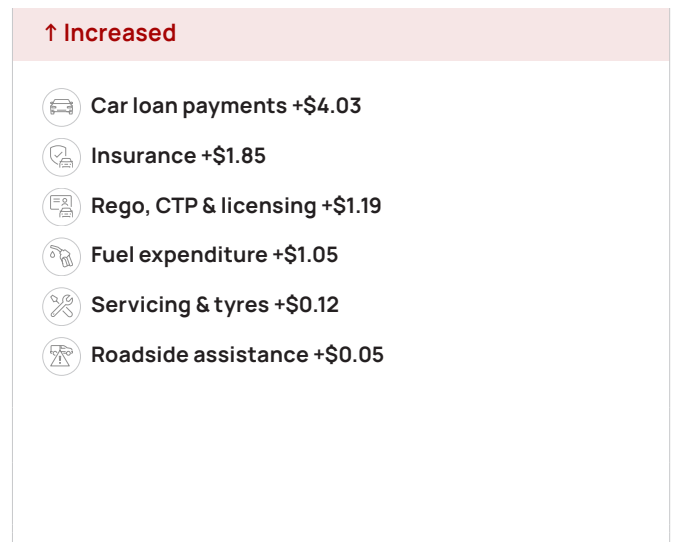 ↑ Increased
Car loan payments +$4.03
Insurance +$1.85
Rego, CTP & licensing +$1.19
Fuel expenditure +$1.05
Servicing & tyres +$0.12
Roadside assistance +$0.05